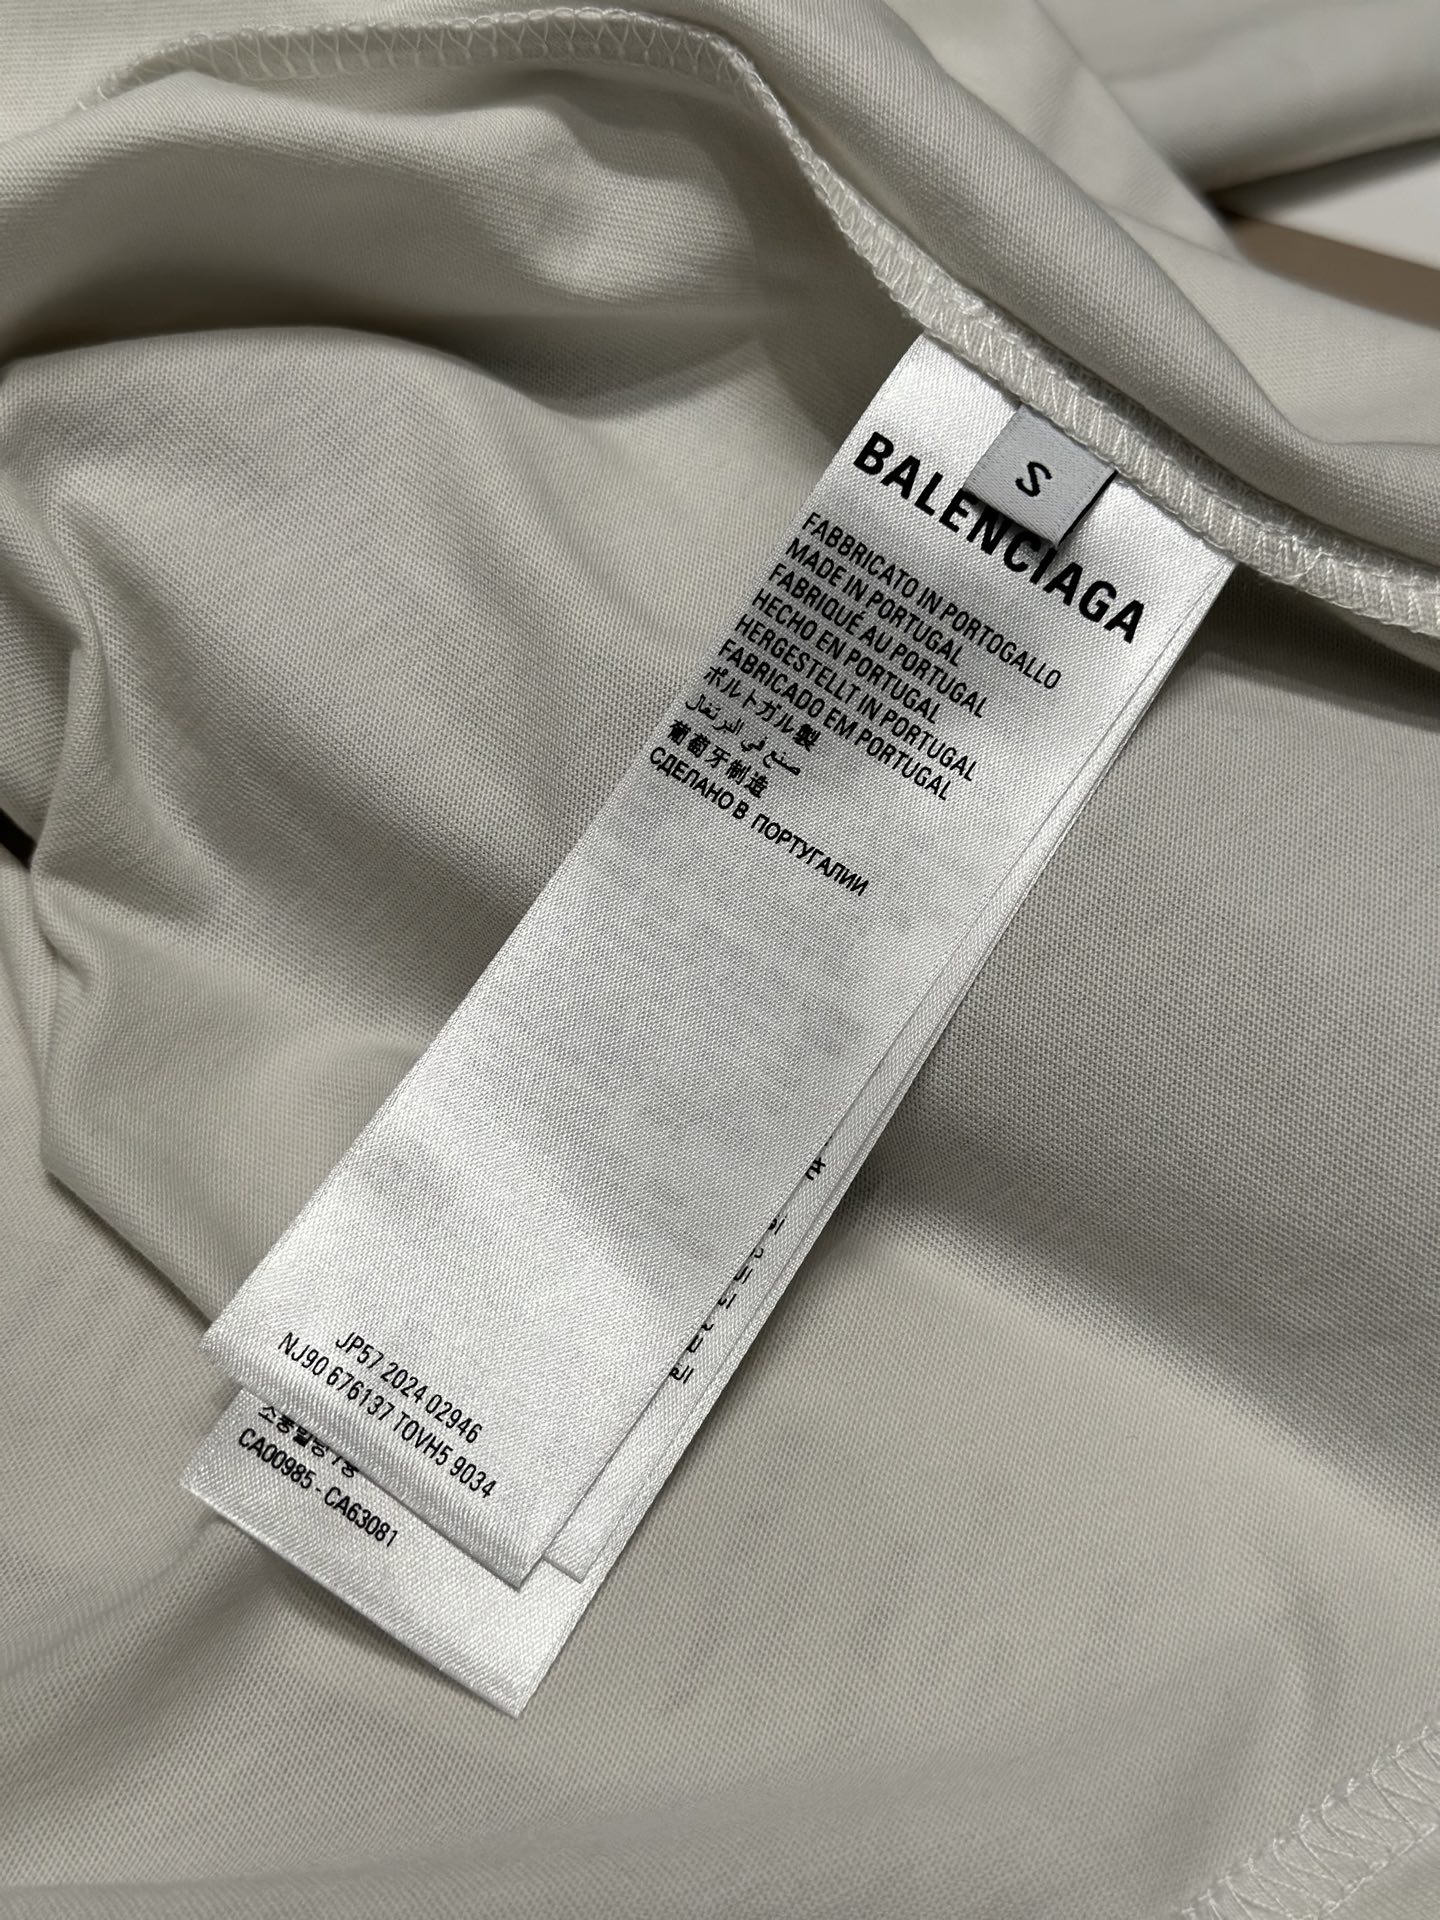 S
BALENCIAGA
FABBRICATO IN PORTOGALLO
MADE IN PORTUGAL
FABRIQUÉ AU PORTUGAL
HECHO EN PORTUGAL
HERGESTELLT IN PORTUGAL
FABRICADO EM PORTUGAL
ポルトガル製
صنع في البرتغال
葡萄牙制造
СДЕЛАНО В ПОРТУГАЛИИ
JP57 2024 02946
NJ90 676137 TOVH5 9034
CA00985 - CA63081